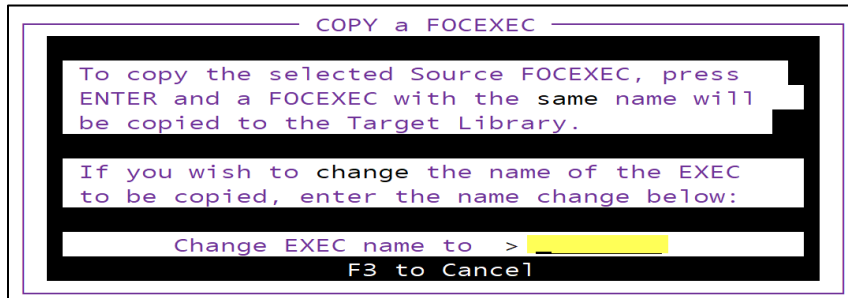 COPY a FOCEXEC
To copy the selected Source FOCEXEC, press
ENTER and a FOCEXEC with the same name will
be copied to the Target Library.
If you wish to change the name of the EXEC
to be copied, enter the name change below:
Change EXEC name to > _________
F3 to Cancel